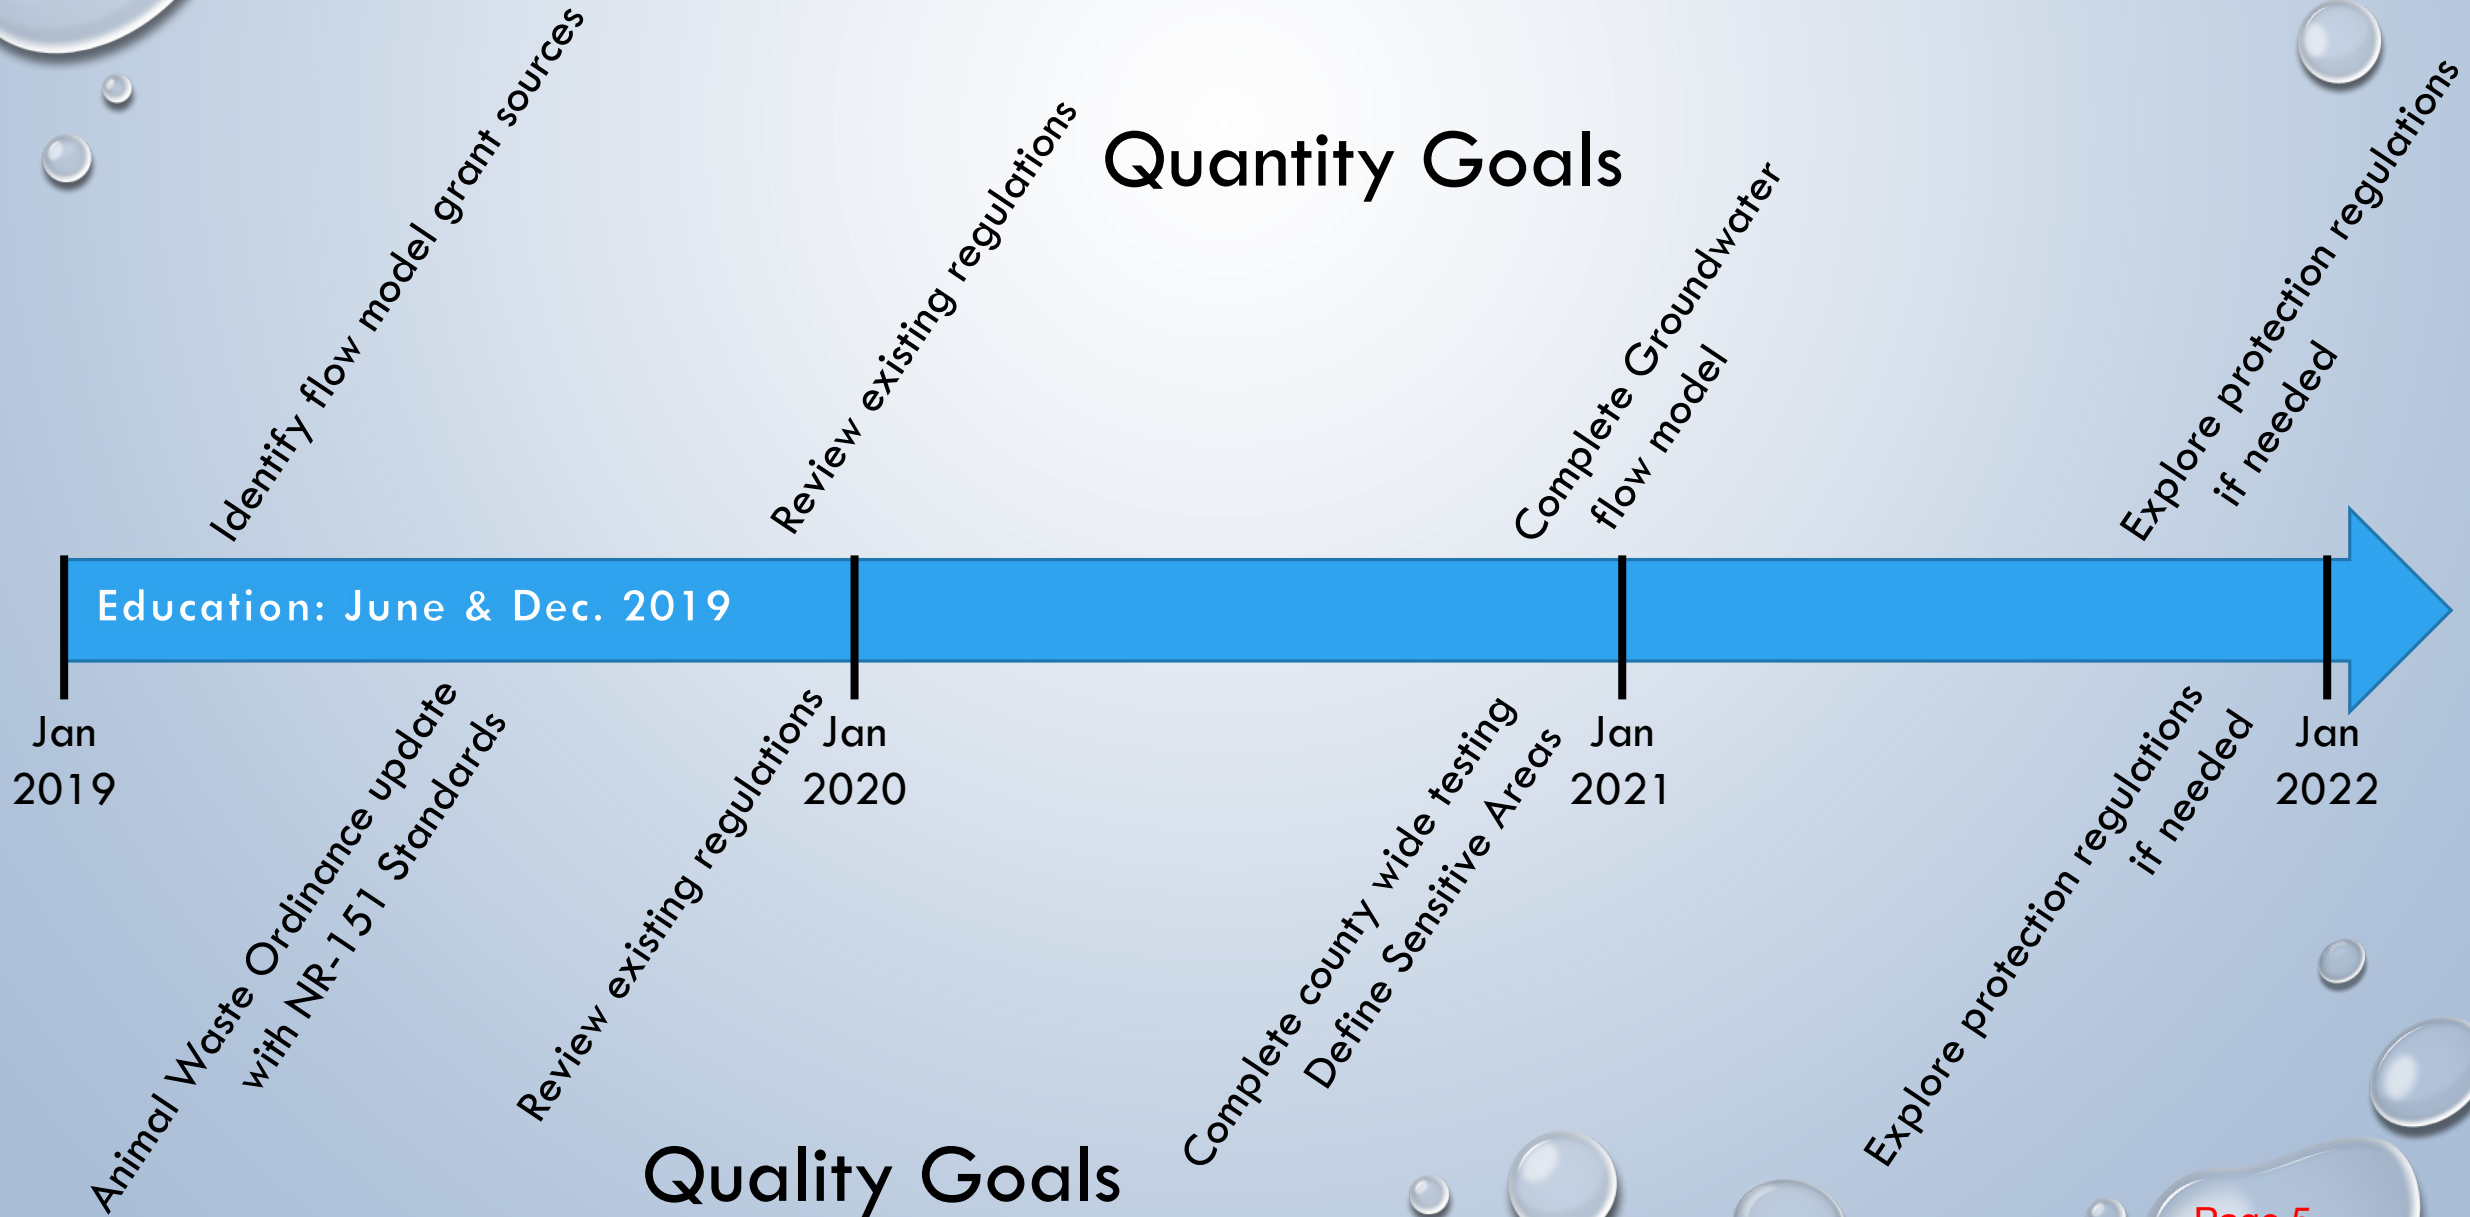 Quantity Goals
Identify flow model grant sources
Review existing regulations
Complete Groundwater
flow model
Explore protection regulations
if needed
Education: June & Dec. 2019
Jan
2019
Jan
2020
Jan
2021
Jan
2022
Animal Waste Ordinance update
with NR-151 Standards
Review existing regulations
Complete county wide testing
Define Sensitive Areas
Explore protection regulations
if needed
Quality Goals
Page 5